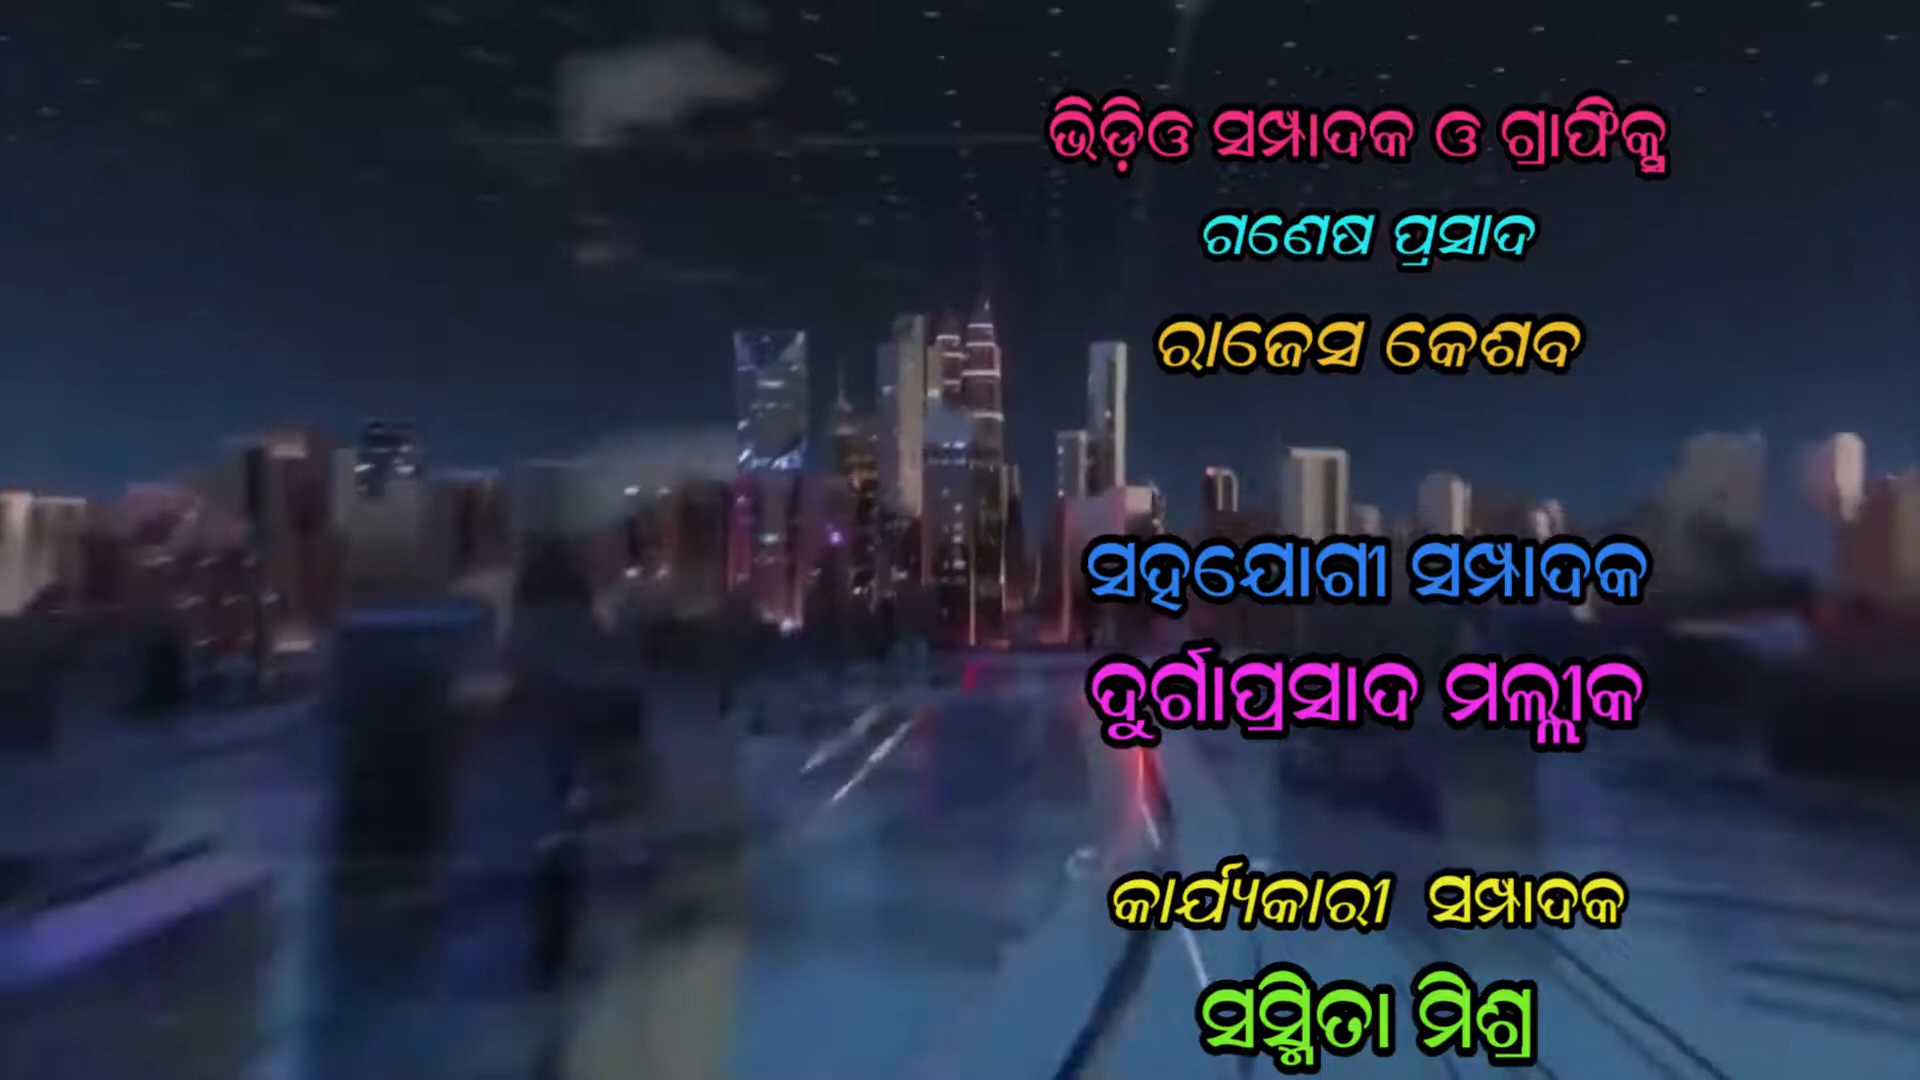 ଭିଡ଼ିଓ ସମ୍ପାଦକ ଓ ଗ୍ରାଫିକ୍ସ
ଗଣେଷ ପ୍ରସାଦ
ରାଜେସ କେଶବ
ସହଯୋଗୀ ସମ୍ପାଦକ
ଦୁର୍ଗାପ୍ରସାଦ ମଲ୍ଲୀକ
କାର୍ଯ୍ୟକାରୀ ସମ୍ପାଦକ
ସସ୍ମିତା ମିଶ୍ର